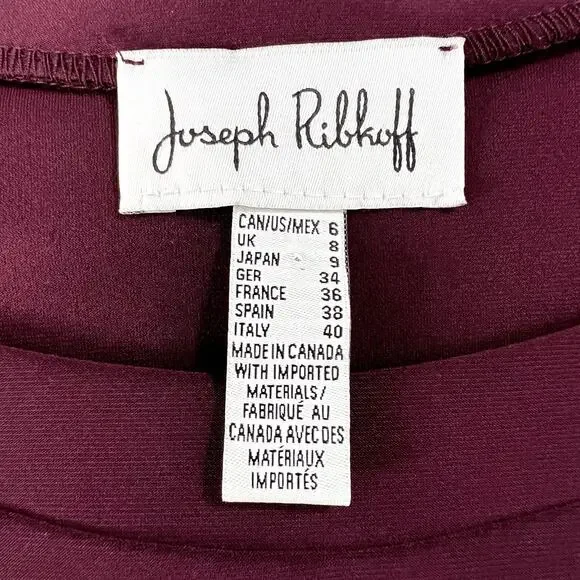 Joseph Ribkoff
CAN/US/MEX 6
UK 8
JAPAN 9
GER 34
FRANCE 36
SPAIN 38
ITALY 40
MADE IN CANADA
WITH IMPORTED
MATERIALS/
FABRIQUÉ AU
CANADA AVEC DES
MATÉRIAUX
IMPORTÉS